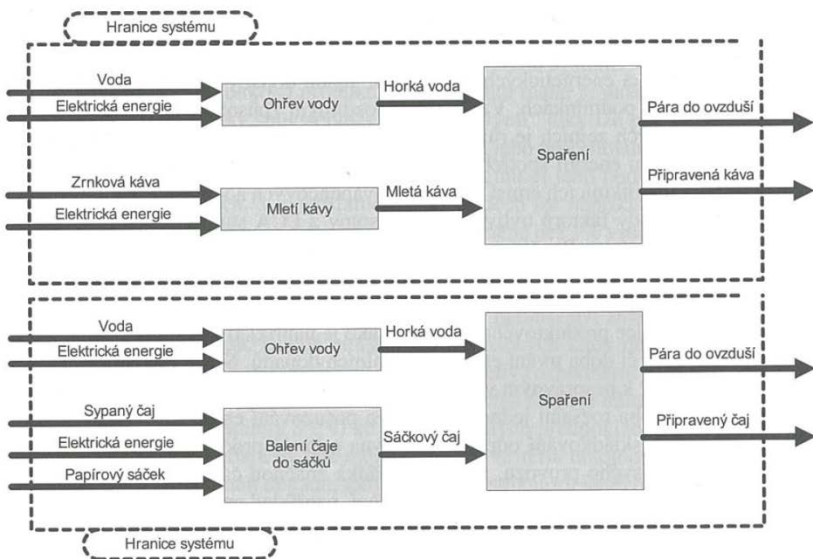 Hranice systému
Voda
Elektrická energie
Ohřev vody
Horká voda
Zrnková káva
Elektrická energie
Mletí kávy
Mletá káva
Spaření
Pára do ovzduší
Připravená káva
Voda
Elektrická energie
Ohřev vody
Horká voda
Sypaný čaj
Elektrická energie
Papírový sáček
Balení čaje
do sáčků
Sáčkový čaj
Spaření
Pára do ovzduší
Připravený čaj
Hranice systému